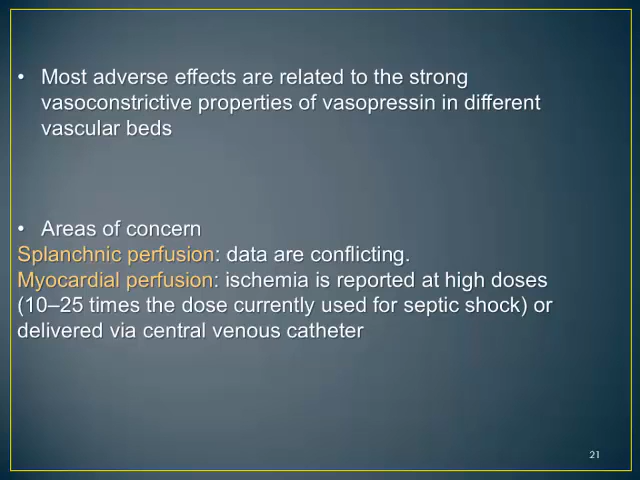 • Most adverse effects are related to the strong
vasoconstrictive properties of vasopressin in different
vascular beds
• Areas of concern
Splanchnic perfusion: data are conflicting.
Myocardial perfusion: ischemia is reported at high doses
(10–25 times the dose currently used for septic shock) or
delivered via central venous catheter
21